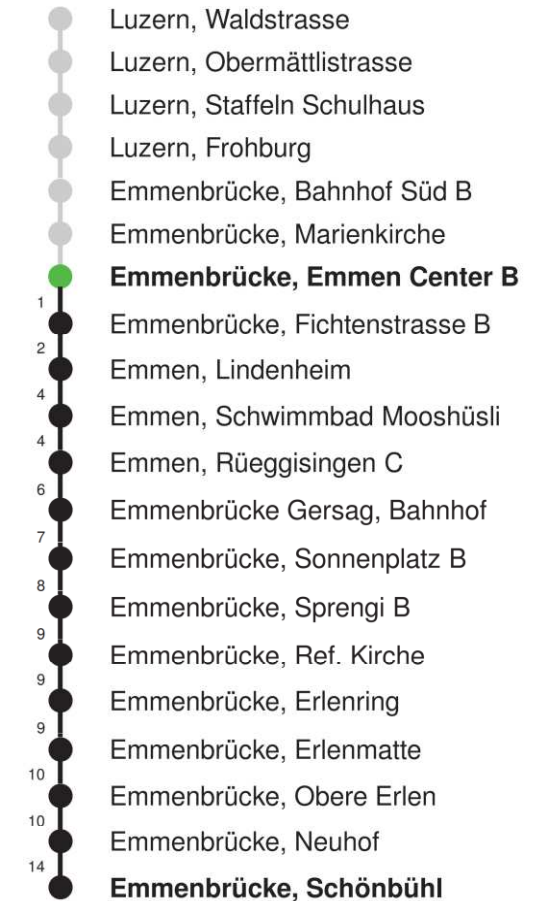 Luzern, Waldstrasse
Luzern, Obermättlistrasse
Luzern, Staffeln Schulhaus
Luzern, Frohburg
Emmenbrücke, Bahnhof Süd B
Emmenbrücke, Marienkirche
Emmenbrücke, Emmen Center B
1
Emmenbrücke, Fichtenstrasse B
2
Emmen, Lindenheim
4
Emmen, Schwimmbad Mooshüsli
4
Emmen, Rüeggisingen C
6
Emmenbrücke Gersag, Bahnhof
7
Emmenbrücke, Sonnenplatz B
8
Emmenbrücke, Sprengi B
9
Emmenbrücke, Ref. Kirche
9
Emmenbrücke, Erlenring
9
Emmenbrücke, Erlenmatte
10
Emmenbrücke, Obere Erlen
10
Emmenbrücke, Neuhof
14
Emmenbrücke, Schönbühl